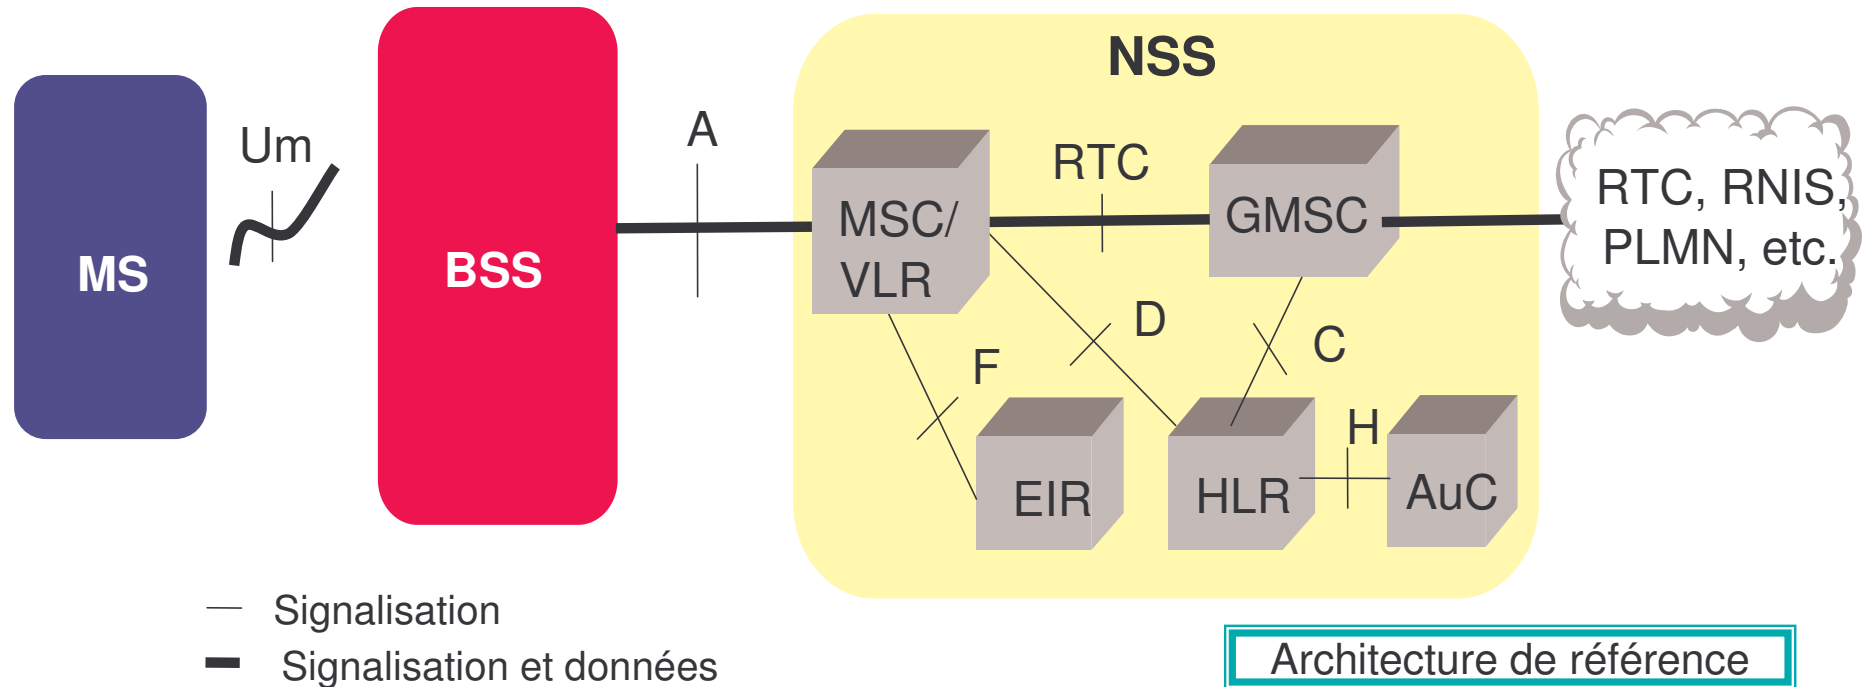 NSS
MS
Um
BSS
A
MSC/
VLR
RTC
GMSC
RTC, RNIS,
PLMN, etc.
D
C
F
H
EIR
HLR
AuC
Signalisation
Signalisation et données
Architecture de référence